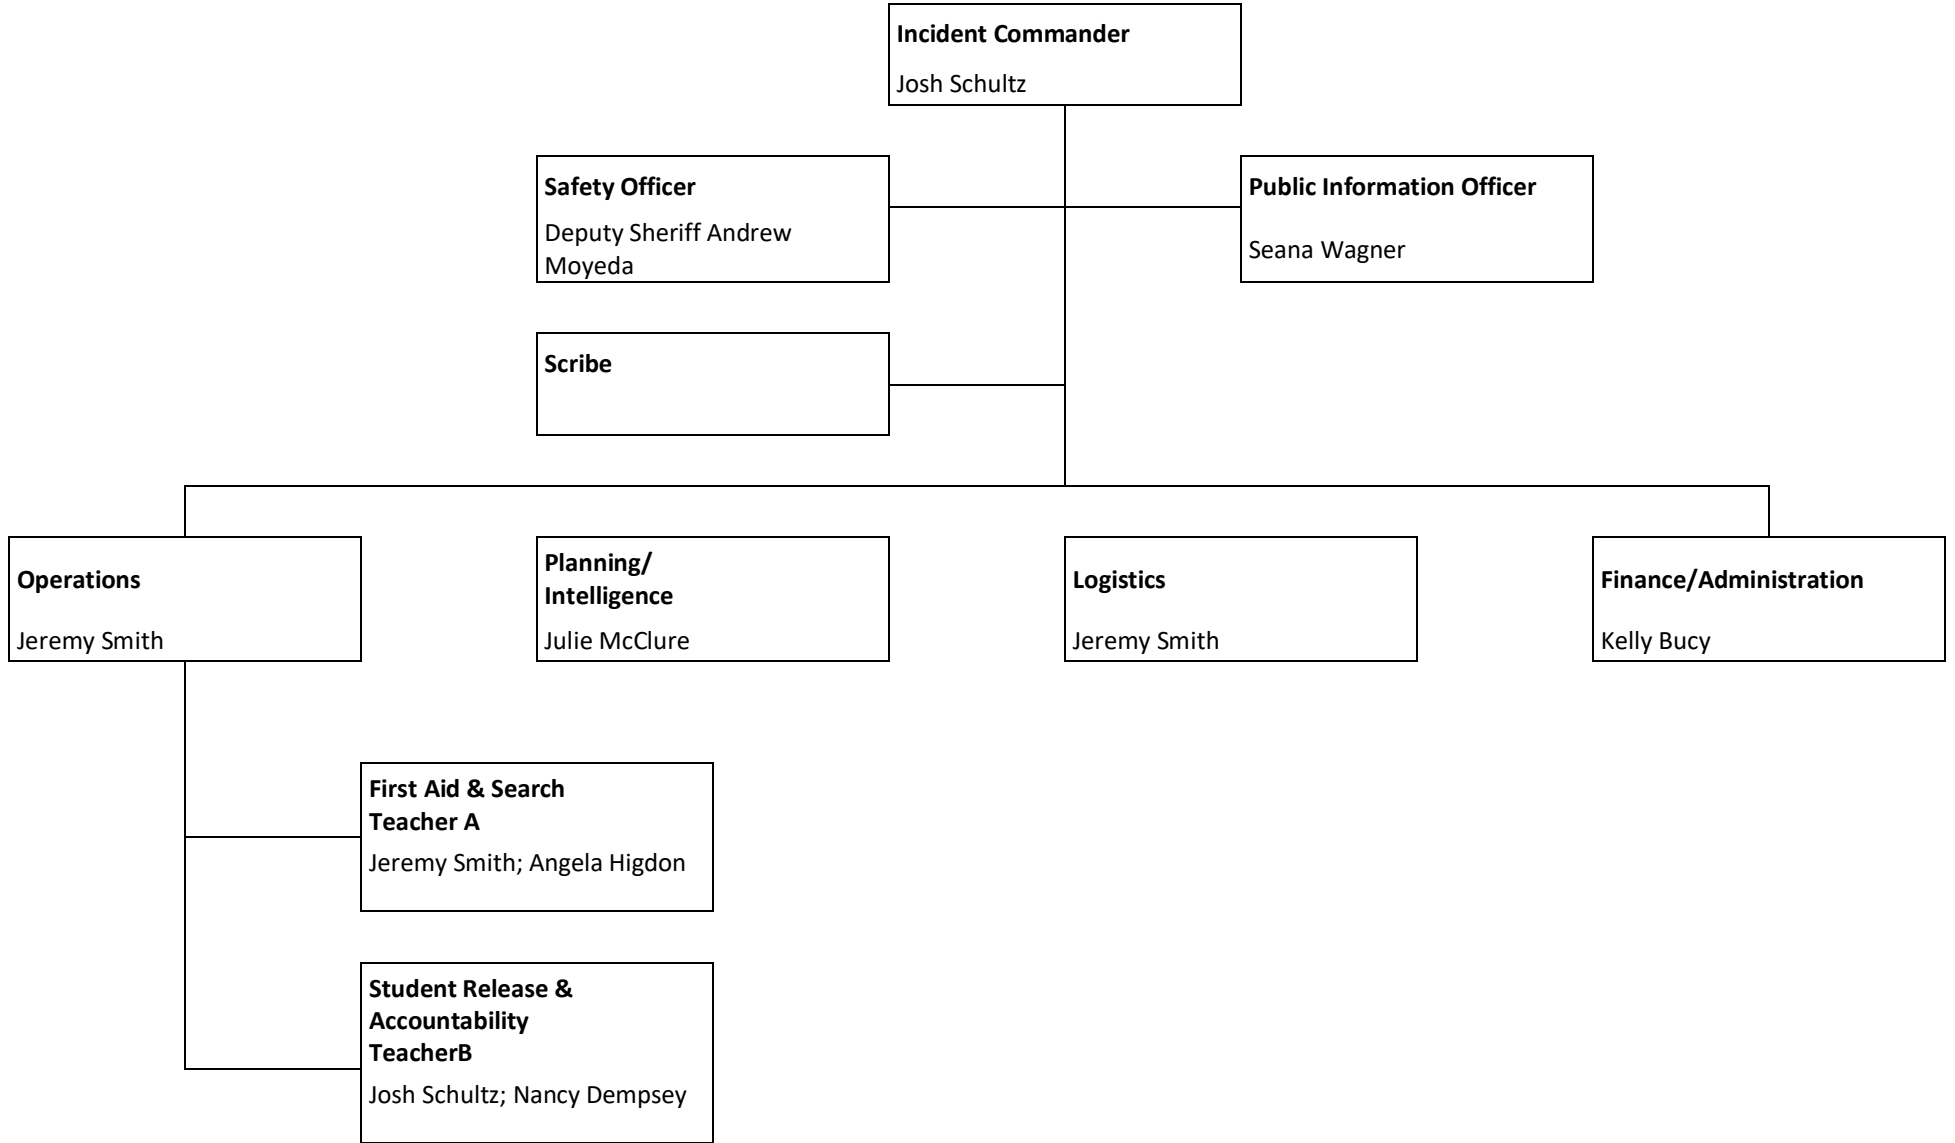 Incident Commander
Josh Schultz
Safety Officer
Deputy Sheriff Andrew
Moyeda
Public Information Officer
Seana Wagner
Scribe
Operations
Jeremy Smith
Planning/
Intelligence
Julie McClure
Logistics
Jeremy Smith
Finance/Administration
Kelly Bucy
First Aid & Search
Teacher A
Jeremy Smith; Angela Higdon
Student Release &
Accountability
TeacherB
Josh Schultz; Nancy Dempsey